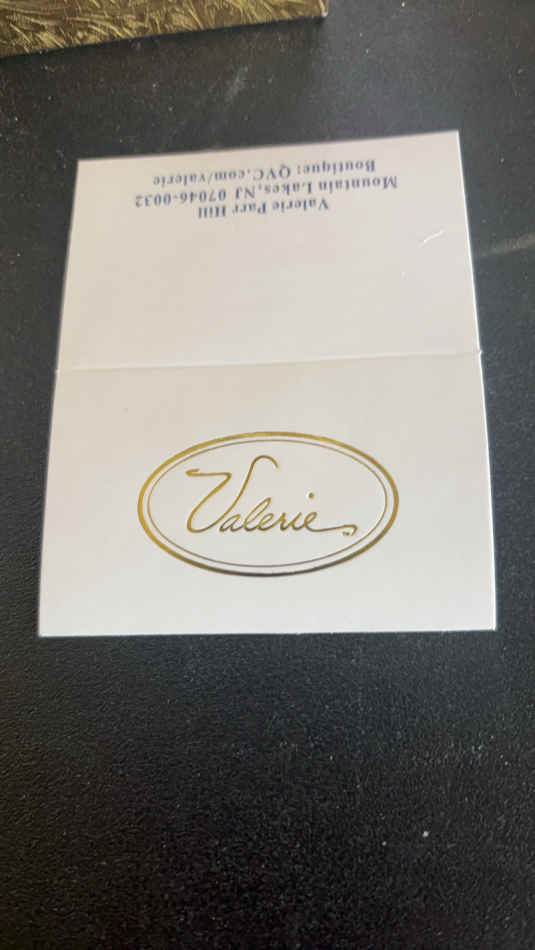 Valerie Parr Hill
Mountain Lakes, NJ 07046-0032
Boutique: QVC.com/valerie
Valerie